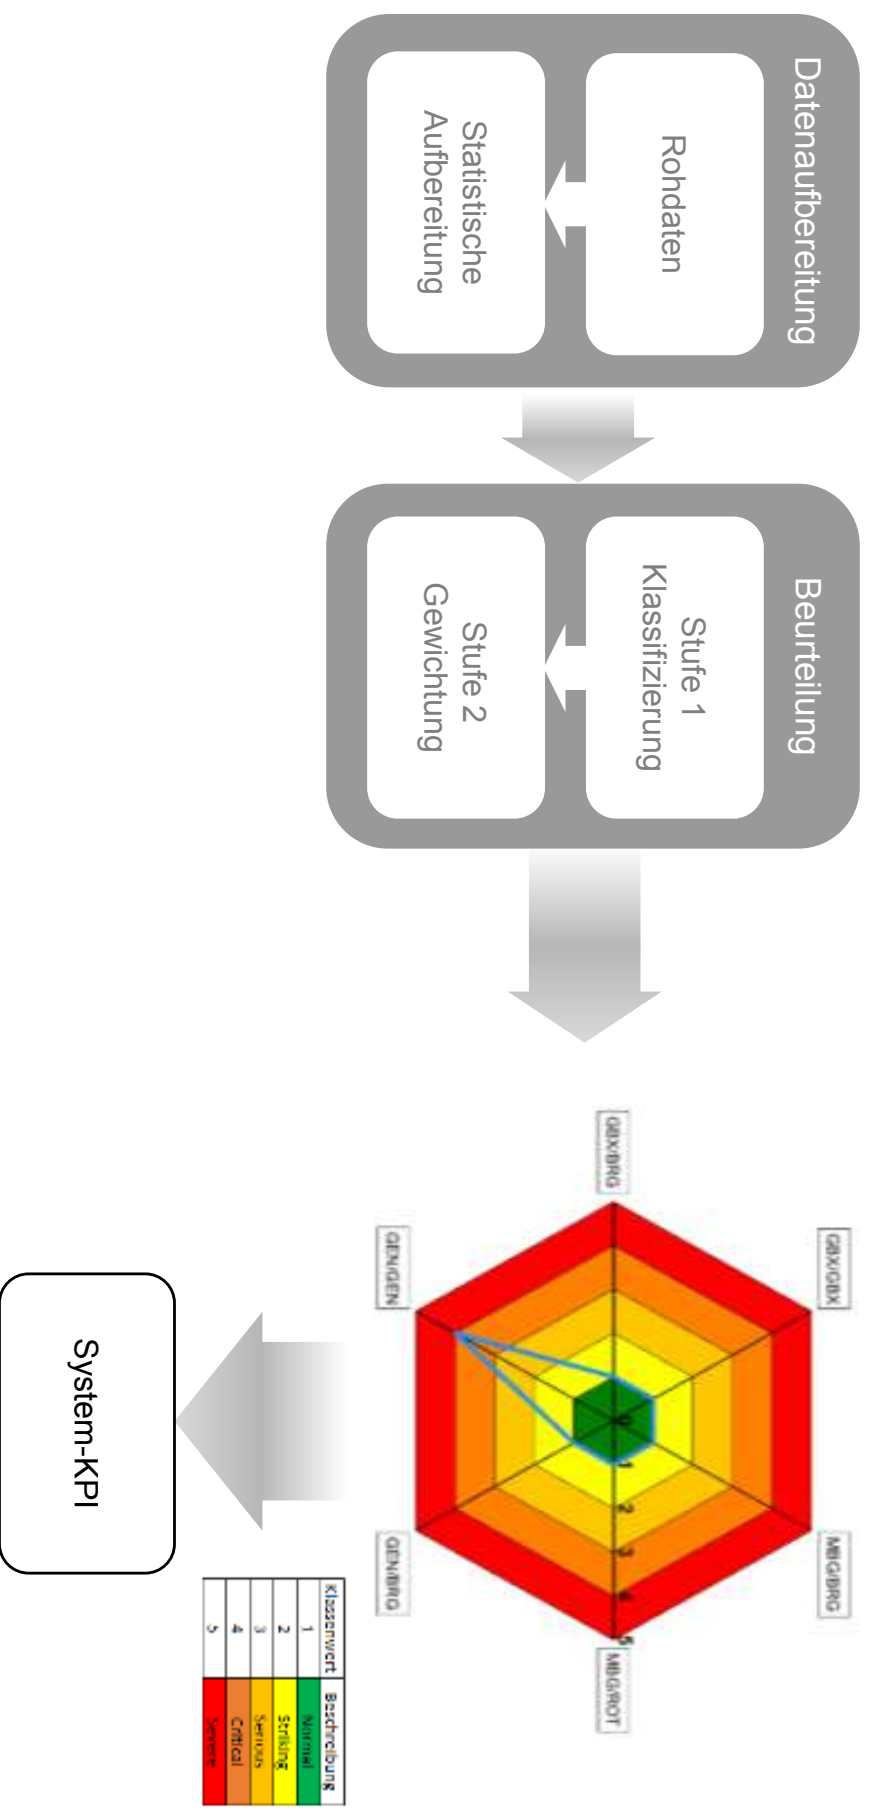 Datenaufbereitung
Rohdaten
Statistische
Aufbereitung
Beurteilung
Stufe 1
Klassifizierung
Stufe 2
Gewichtung
GBX/GBX
MBG/BRG
GBX/BRG
0
1
2
3
4
5
MBG/ROT
GEN/GEN
GEN/BRG
Klassenwert Beschreibung
1 Normal
2 Striking
3 Serious
4 Critical
5 Severe
System-KPI